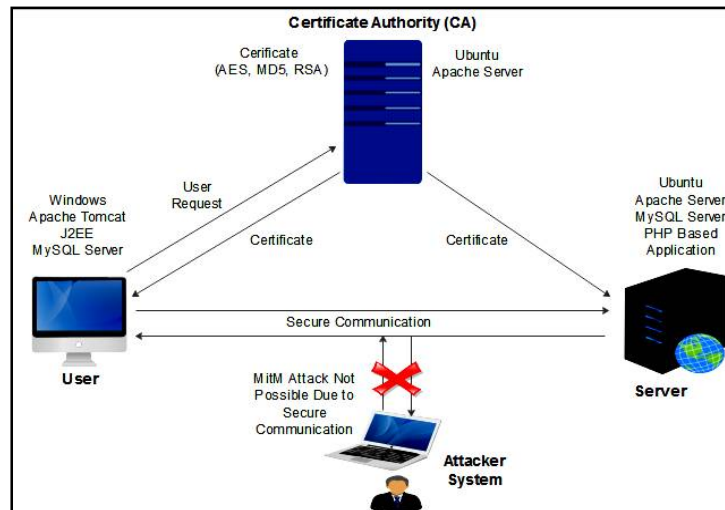 Certificate Authority (CA)
Cerificate
(AES, MD5, RSA)
Ubuntu
Apache Server
User
Request
Windows
Apache Tomcat
J2EE
MySQL Server
Certificate
Certificate
Ubuntu
Apache Server
MySQL Server
PHP Based
Application
Secure Communication
User
Server
MitM Attack Not
Possible Due to
Secure
Communication
Attacker
System